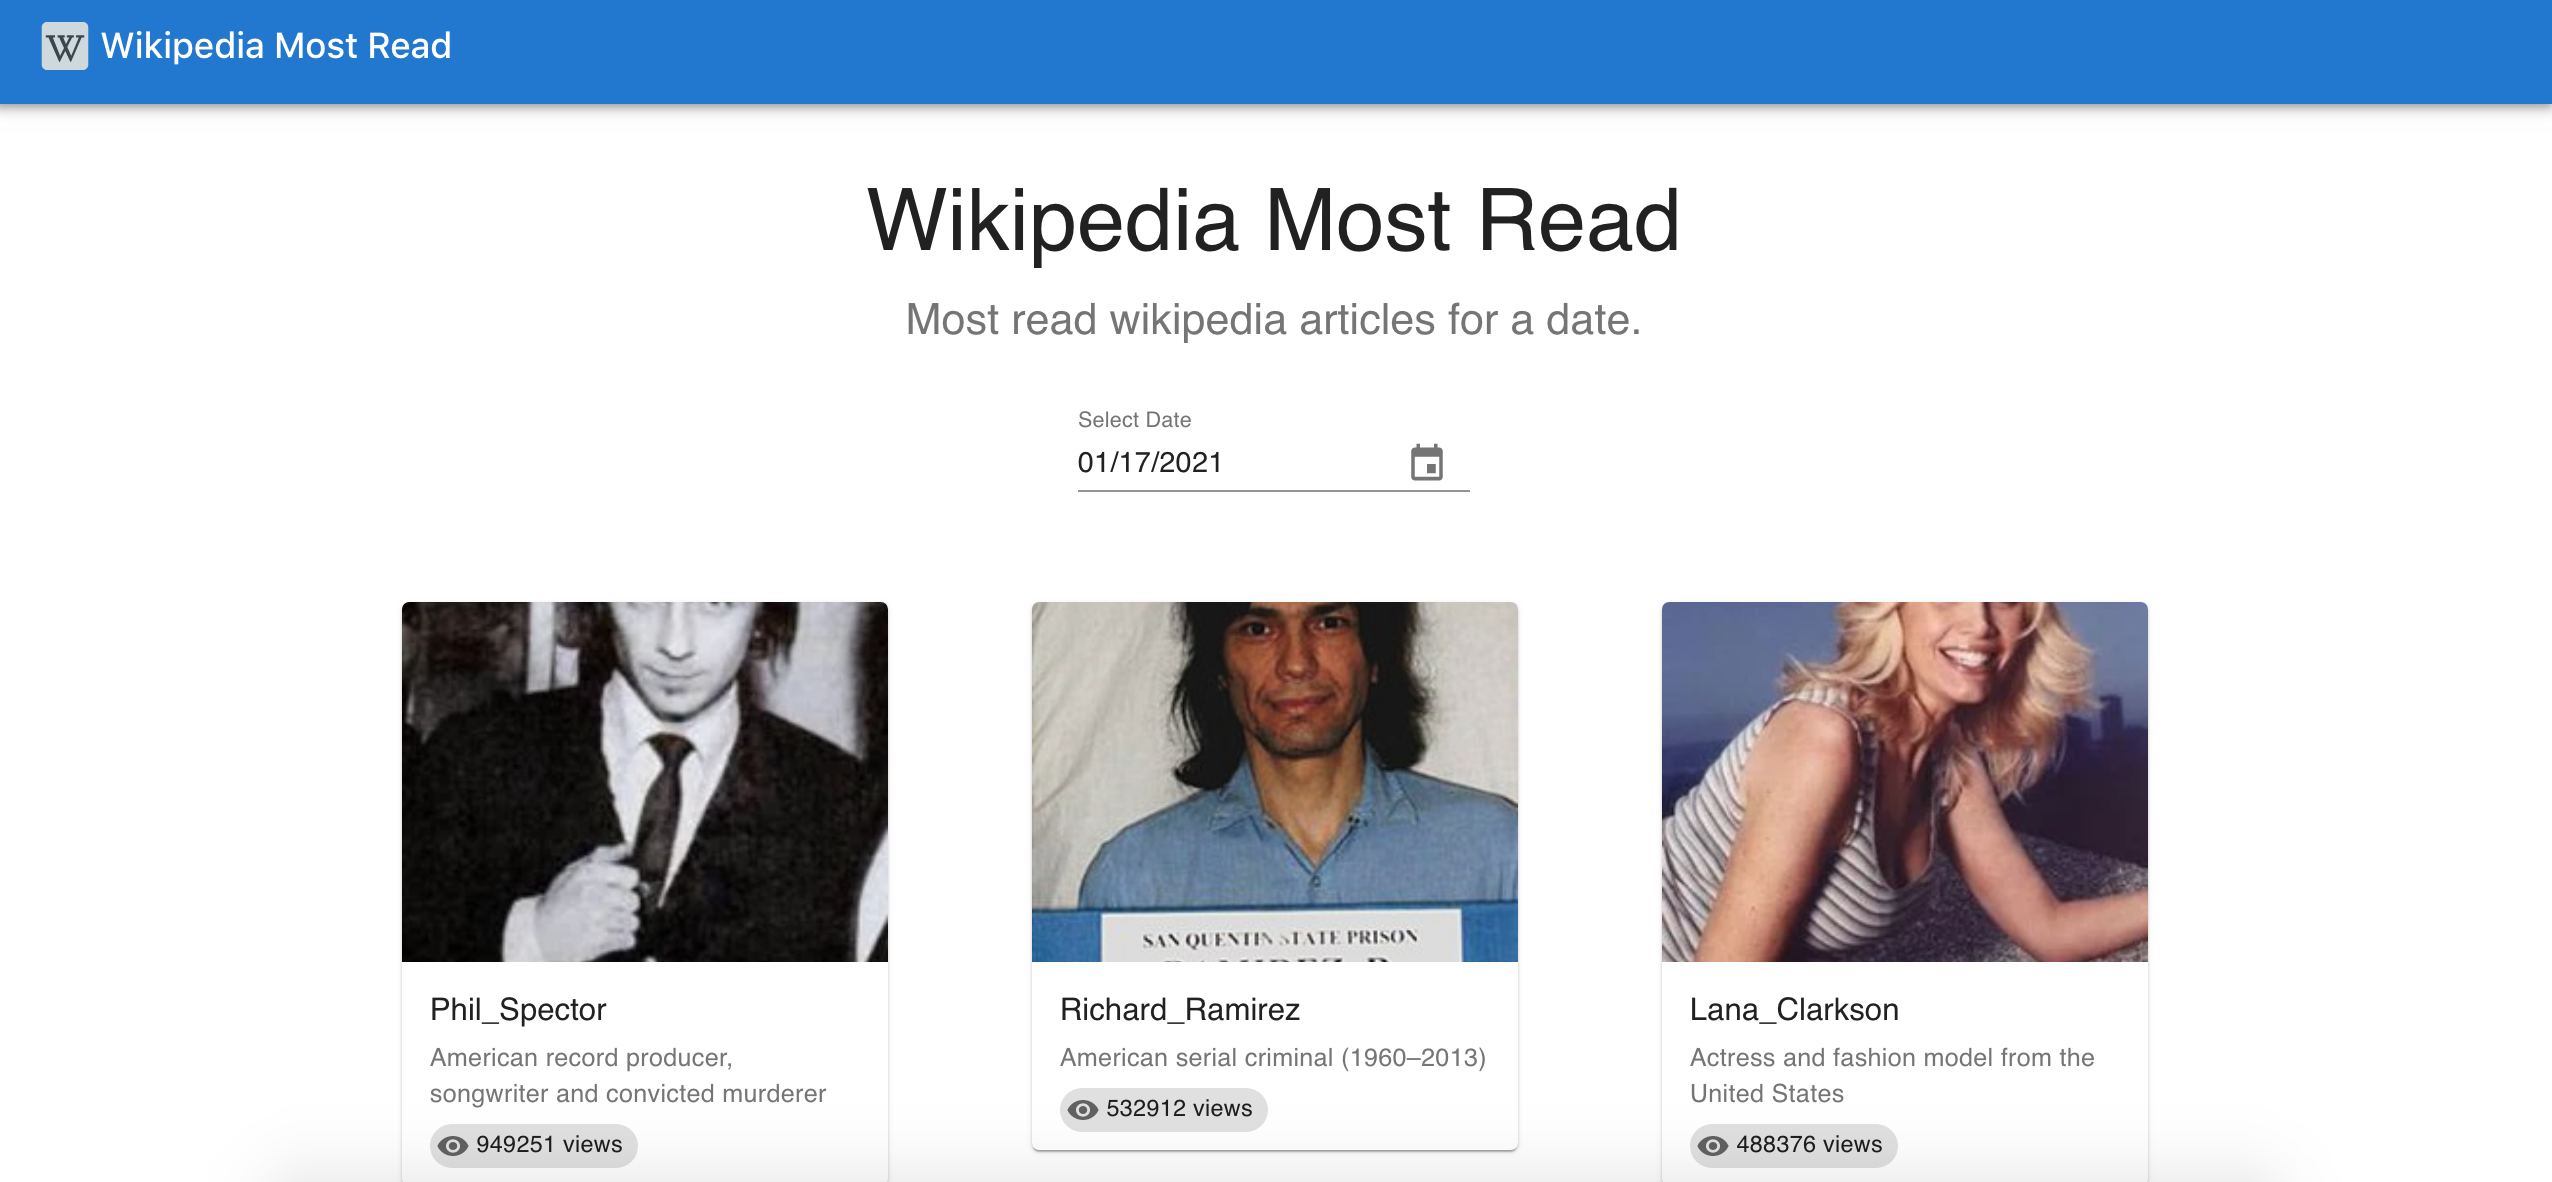 W Wikipedia Most Read
Wikipedia Most Read
Most read wikipedia articles for a date.
Select Date
01/17/2021
SAN QUENTIN STATE PRISON
Phil_Spector
American record producer,
songwriter and convicted murderer
949251 views
Richard_Ramirez
American serial criminal (1960–2013)
532912 views
Lana_Clarkson
Actress and fashion model from the
United States
488376 views